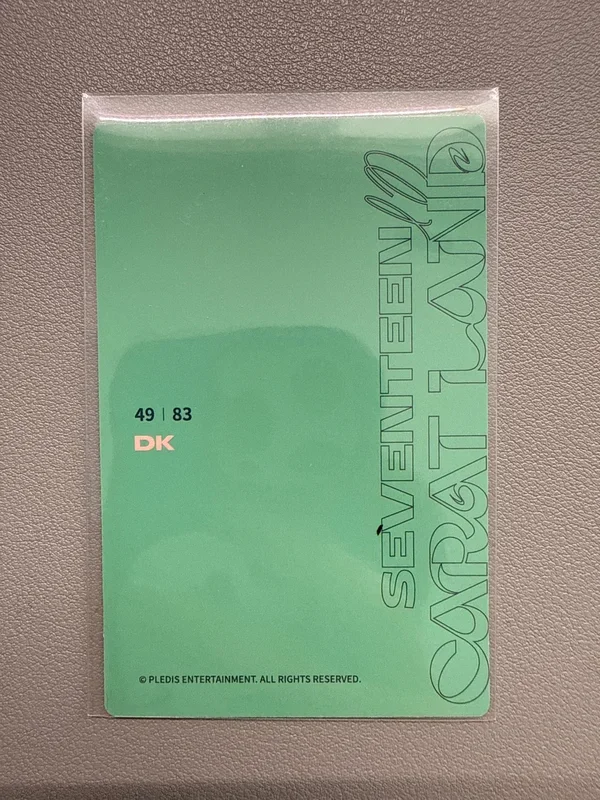 49 | 83
DK
SEVENTEEN
CARAT LAND
© PLEDIS ENTERTAINMENT. ALL RIGHTS RESERVED.